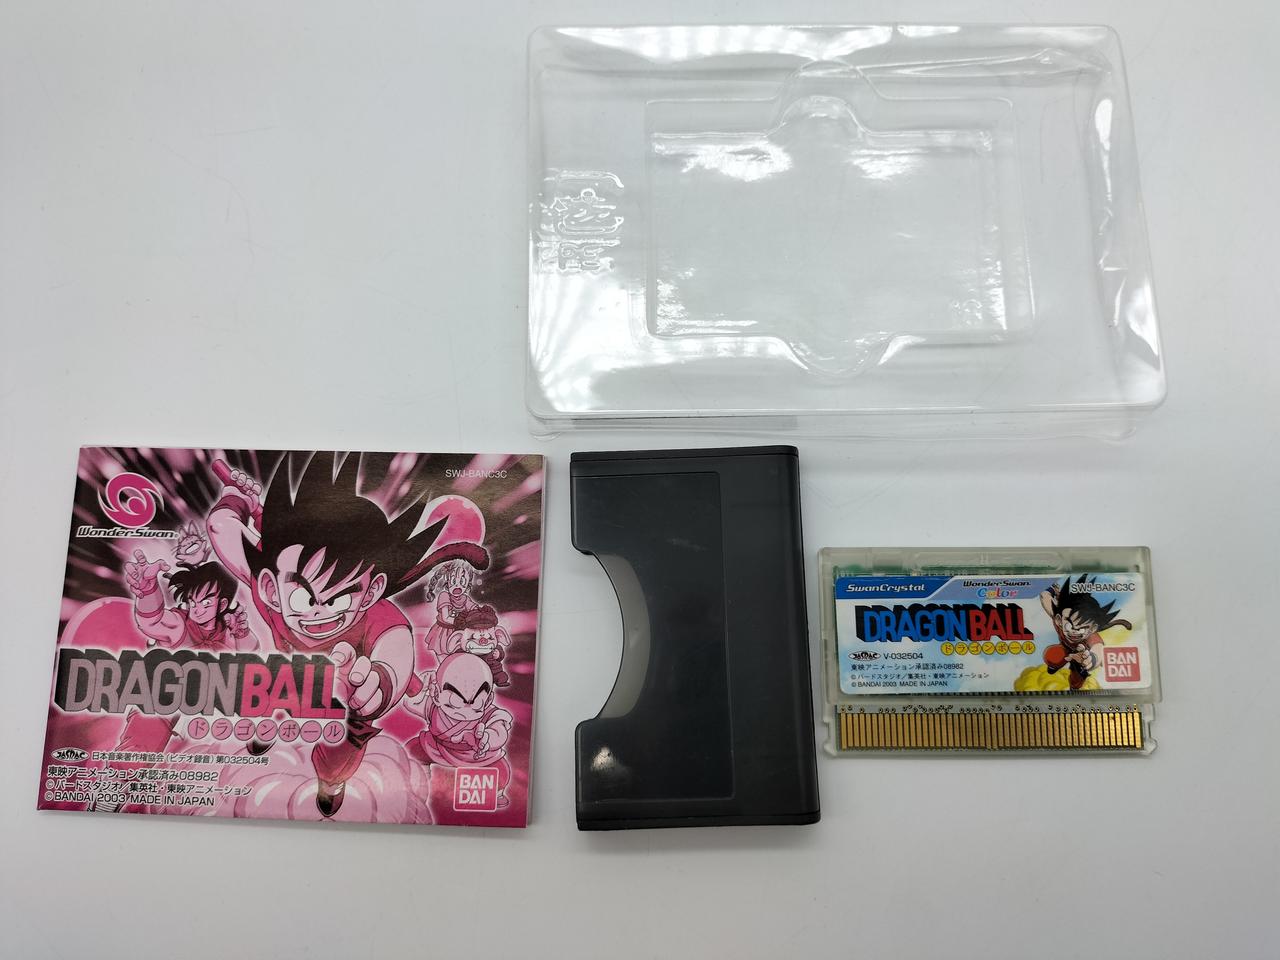 SWJ-BANC3C
WonderSwan
DRAGON BALL
ドラゴンボール
JASRAC 日本音楽著作権協会(ビデオ録音)第032504号
東映アニメーション承認済み08982
©バードスタジオ/集英社・東映アニメーション
©BANDAI 2003 MADE IN JAPAN
BAN
DAI
SwanCrystal
WonderSwan
Color
SWJ-BANC3C
DRAGON BALL
ドラゴンボール
JASRAC V-032504
東映アニメーション承認済み08982
©バードスタジオ/集英社・東映アニメーション
©BANDAI 2003 MADE IN JAPAN
BAN
DAI